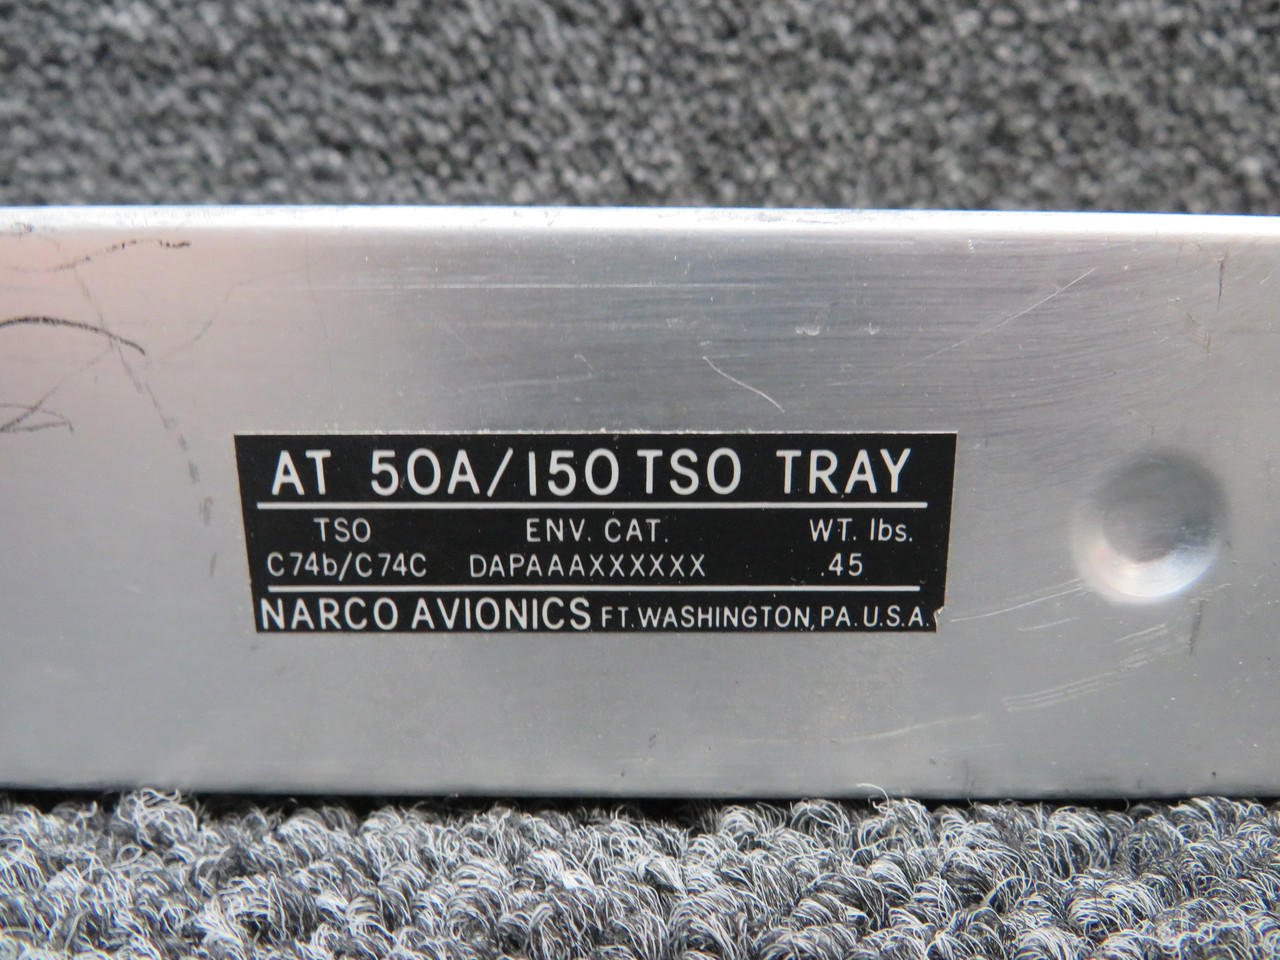 AT 50A/150 TSO TRAY
TSO ENV. CAT. WT. lbs.
C74b/C74C DAPAAAXXXXXX .45
NARCO AVIONICS FT. WASHINGTON, PA. U.S.A.